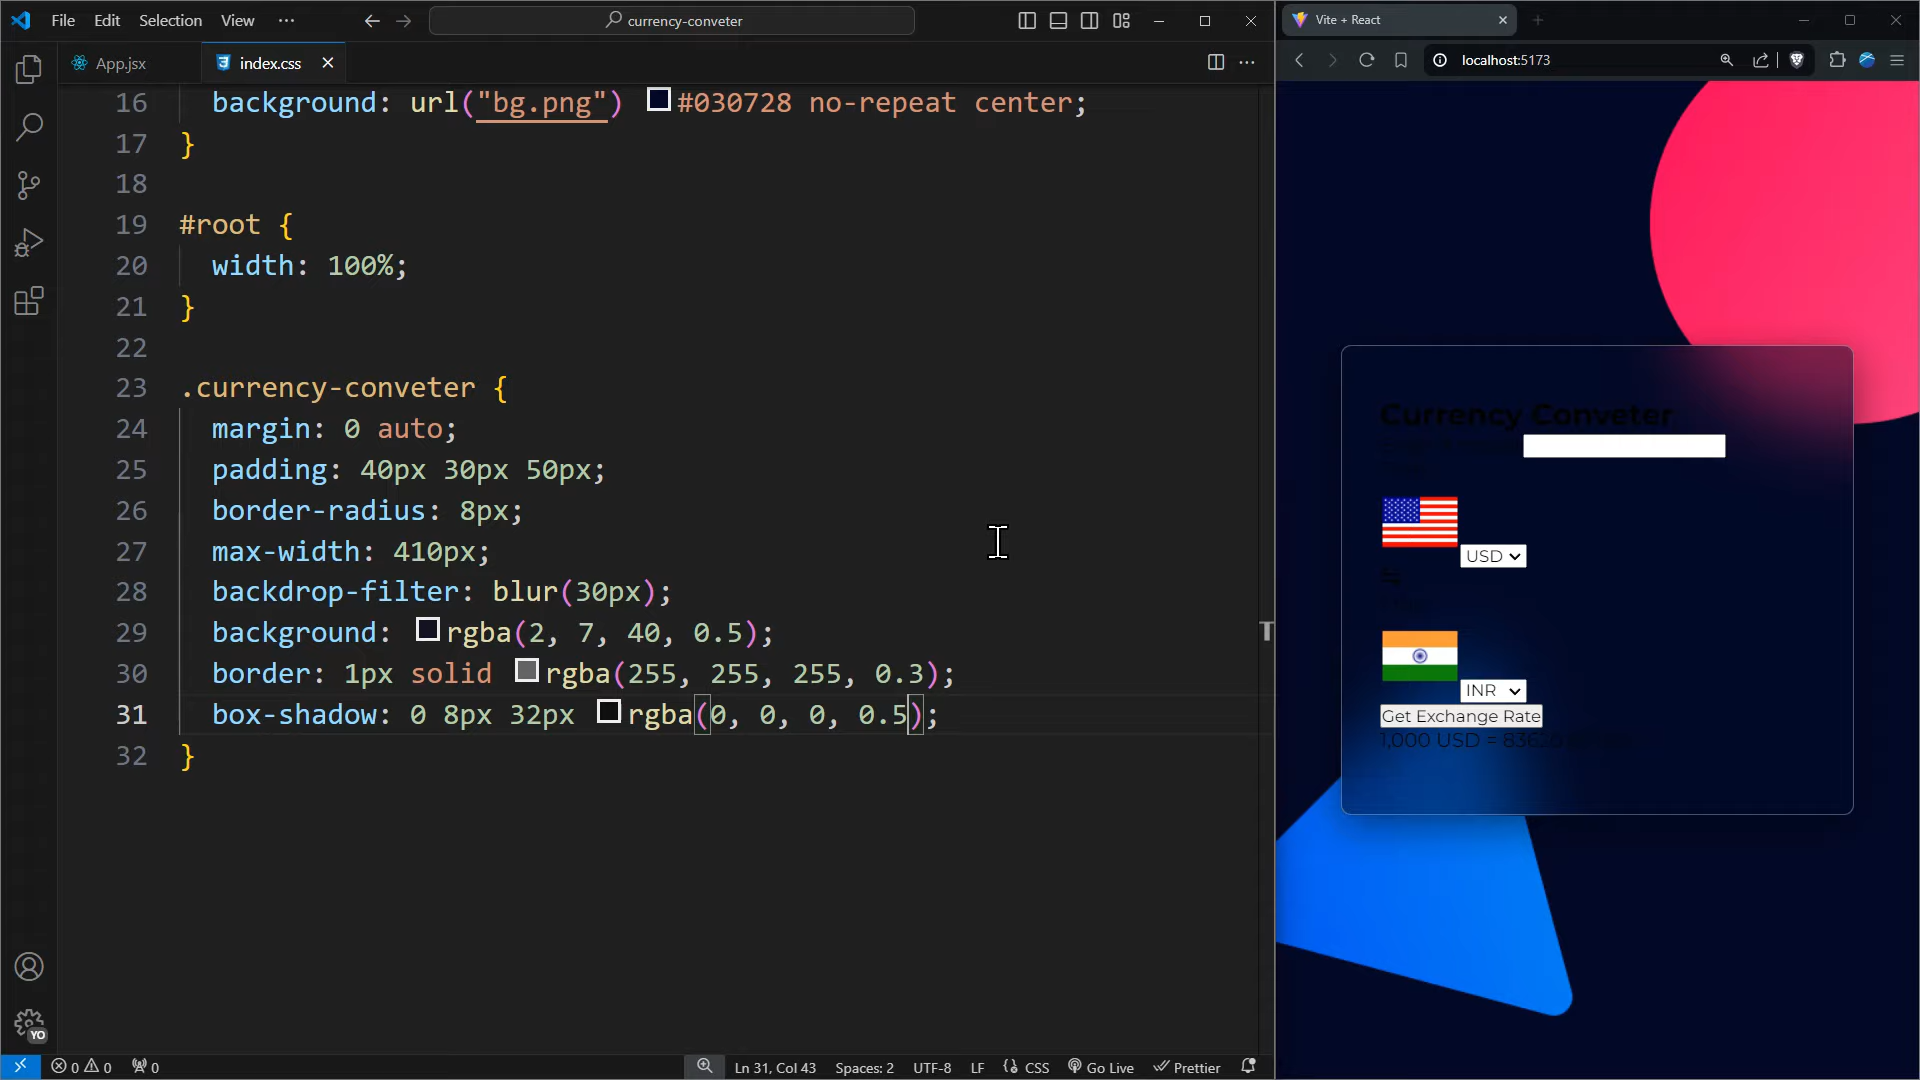 File Edit Selection View ···
currency-conveter
App.jsx
index.css
16 background: url("bg.png") #030728 no-repeat center;
17 }
18
19 #root {
20 width: 100%;
21 }
22
23 .currency-conveter {
24 margin: 0 auto;
25 padding: 40px 30px 50px;
26 border-radius: 8px;
27 max-width: 410px;
28 backdrop-filter: blur(30px);
29 background: rgba(2, 7, 40, 0.5);
30 border: 1px solid rgba(255, 255, 255, 0.3);
31 box-shadow: 0 8px 32px rgba(0, 0, 0, 0.5);
32 }
YO
0 0 0
Ln 31, Col 43 Spaces: 2 UTF-8 LF CSS Go Live Prettier
Vite + React
localhost:5173
Currency Conveter
USD
INR
Get Exchange Rate
1,000 USD =